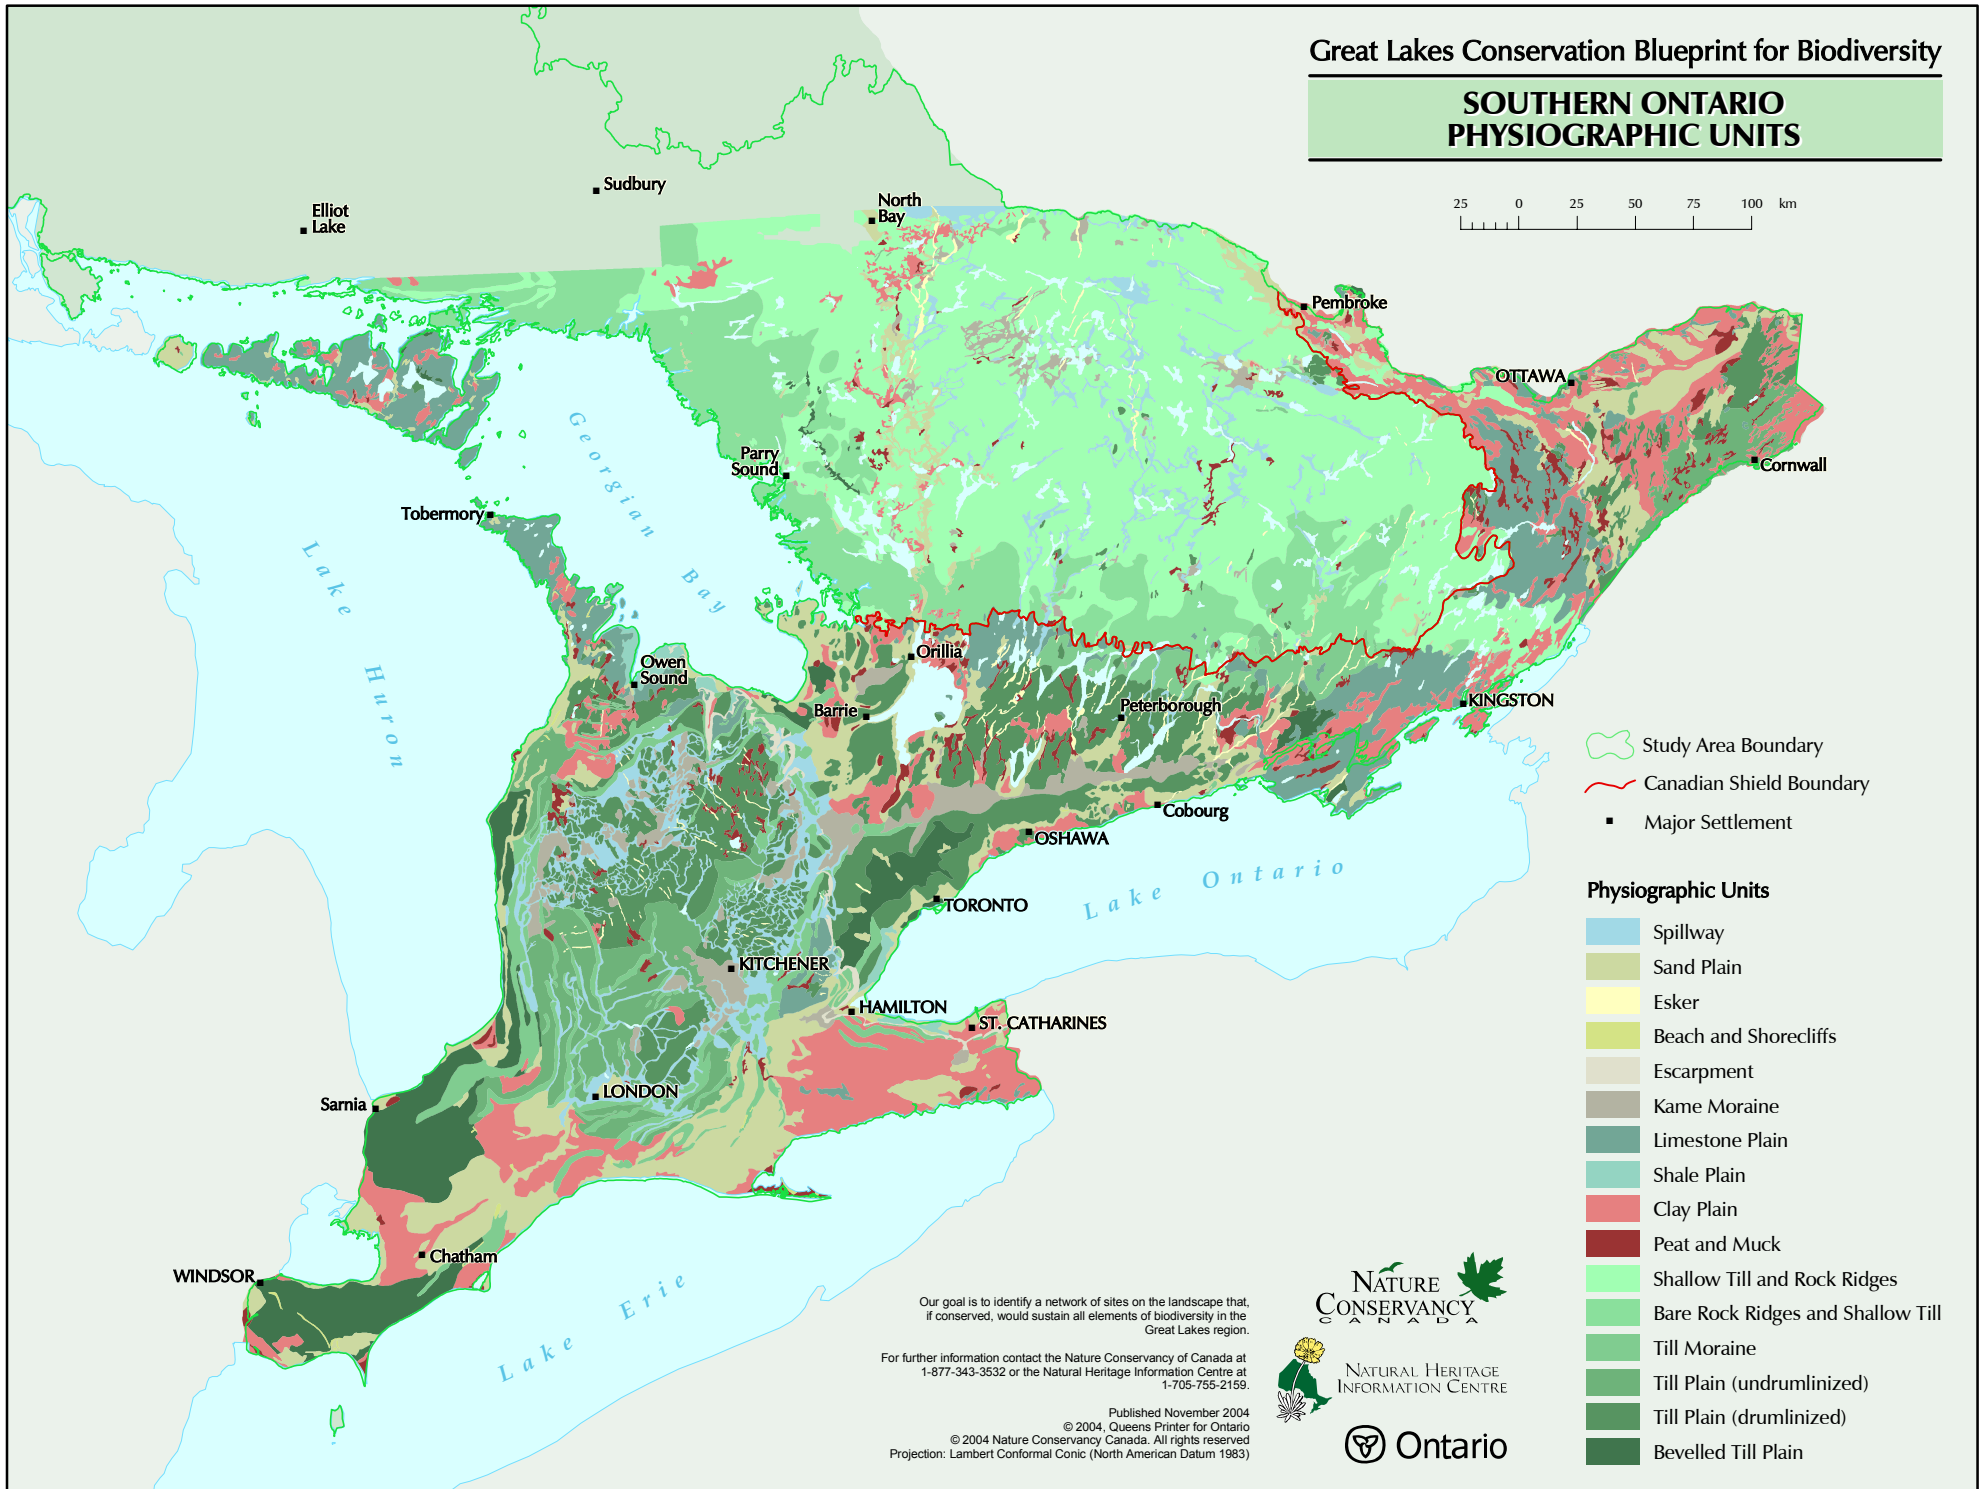 Great Lakes Conservation Blueprint for Biodiversity
SOUTHERN ONTARIO
PHYSIOGRAPHIC UNITS
25 0 25 50 75 100 km
Sudbury
Elliot
Lake
North
Bay
Pembroke
OTTAWA
Cornwall
Parry
Sound
Tobermory
Georgian Bay
Lake Huron
Owen
Sound
Orillia
Barrie
Peterborough
KINGSTON
Cobourg
OSHAWA
TORONTO
Lake Ontario
KITCHENER
HAMILTON
ST. CATHARINES
LONDON
Sarnia
Chatham
WINDSOR
Lake Erie
Study Area Boundary
Canadian Shield Boundary
Major Settlement
Physiographic Units
Spillway
Sand Plain
Esker
Beach and Shorecliffs
Escarpment
Kame Moraine
Limestone Plain
Shale Plain
Clay Plain
Peat and Muck
Shallow Till and Rock Ridges
Bare Rock Ridges and Shallow Till
Till Moraine
Till Plain (undrumlinized)
Till Plain (drumlinized)
Bevelled Till Plain
Our goal is to identify a network of sites on the landscape that,
if conserved, would sustain all elements of biodiversity in the
Great Lakes region.
For further information contact the Nature Conservancy of Canada at
1-877-343-3532 or the Natural Heritage Information Centre at
1-705-755-2159.
Published November 2004
© 2004, Queens Printer for Ontario
© 2004 Nature Conservancy Canada. All rights reserved
Projection: Lambert Conformal Conic (North American Datum 1983)
NATURE
CONSERVANCY
CANADA
NATURAL HERITAGE
INFORMATION CENTRE
Ontario